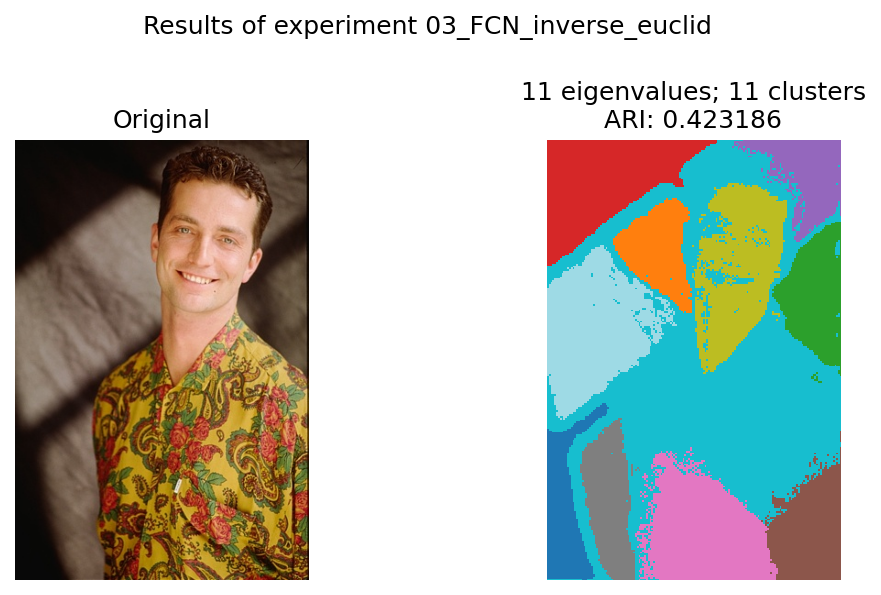 Results of experiment 03_FCN_inverse_euclid
Original
11 eigenvalues; 11 clusters
ARI: 0.423186